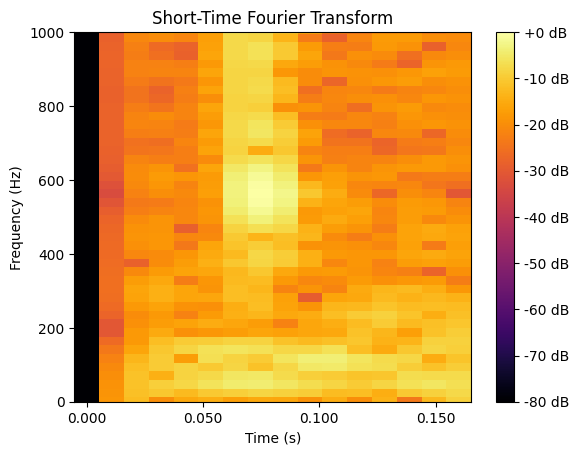 Short-Time Fourier Transform
Frequency (Hz)
1000
800
600
400
200
0
0.000 0.050 0.100 0.150
Time (s)
+0 dB
-10 dB
-20 dB
-30 dB
-40 dB
-50 dB
-60 dB
-70 dB
-80 dB